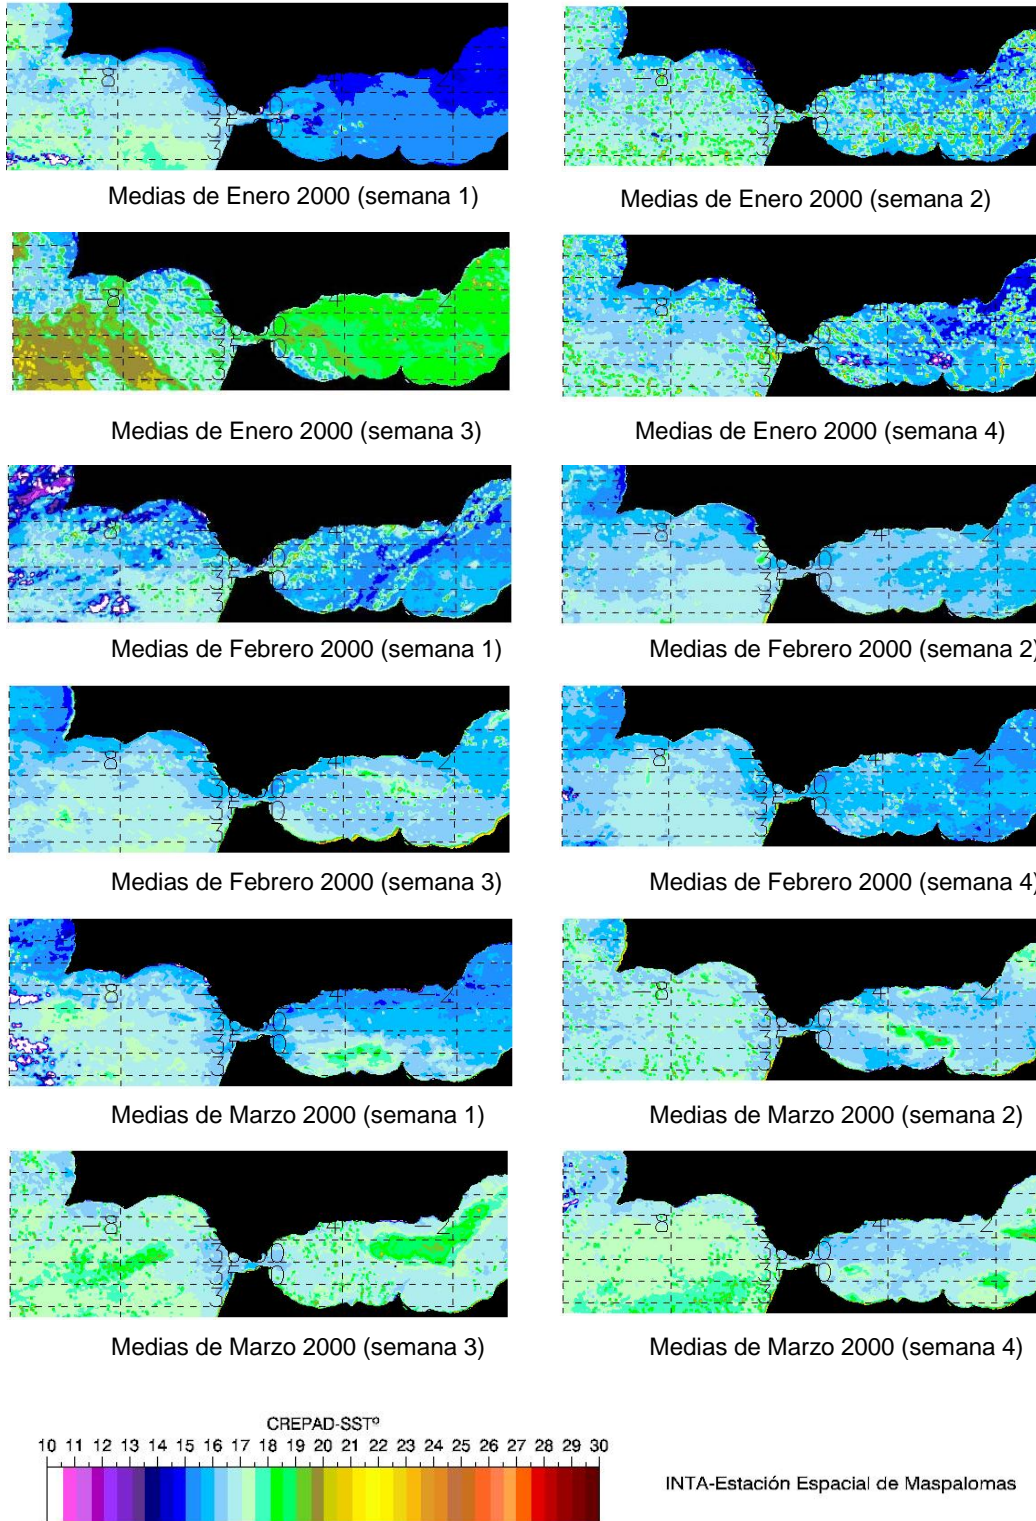 Medias de Enero 2000 (semana 1)
Medias de Enero 2000 (semana 2)
Medias de Enero 2000 (semana 3)
Medias de Enero 2000 (semana 4)
Medias de Febrero 2000 (semana 1)
Medias de Febrero 2000 (semana 2)
Medias de Febrero 2000 (semana 3)
Medias de Febrero 2000 (semana 4)
Medias de Marzo 2000 (semana 1)
Medias de Marzo 2000 (semana 2)
Medias de Marzo 2000 (semana 3)
Medias de Marzo 2000 (semana 4)
CREPAD-SSTº
10 11 12 13 14 15 16 17 18 19 20 21 22 23 24 25 26 27 28 29 30
INTA-Estación Espacial de Maspalomas